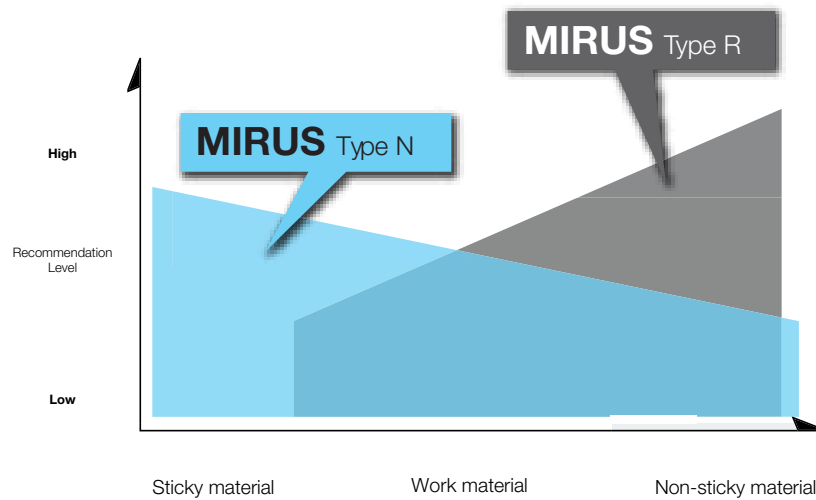 MIRUS Type R
MIRUS Type N
High
Recommendation
Level
Low
Sticky material
Work material
Non-sticky material